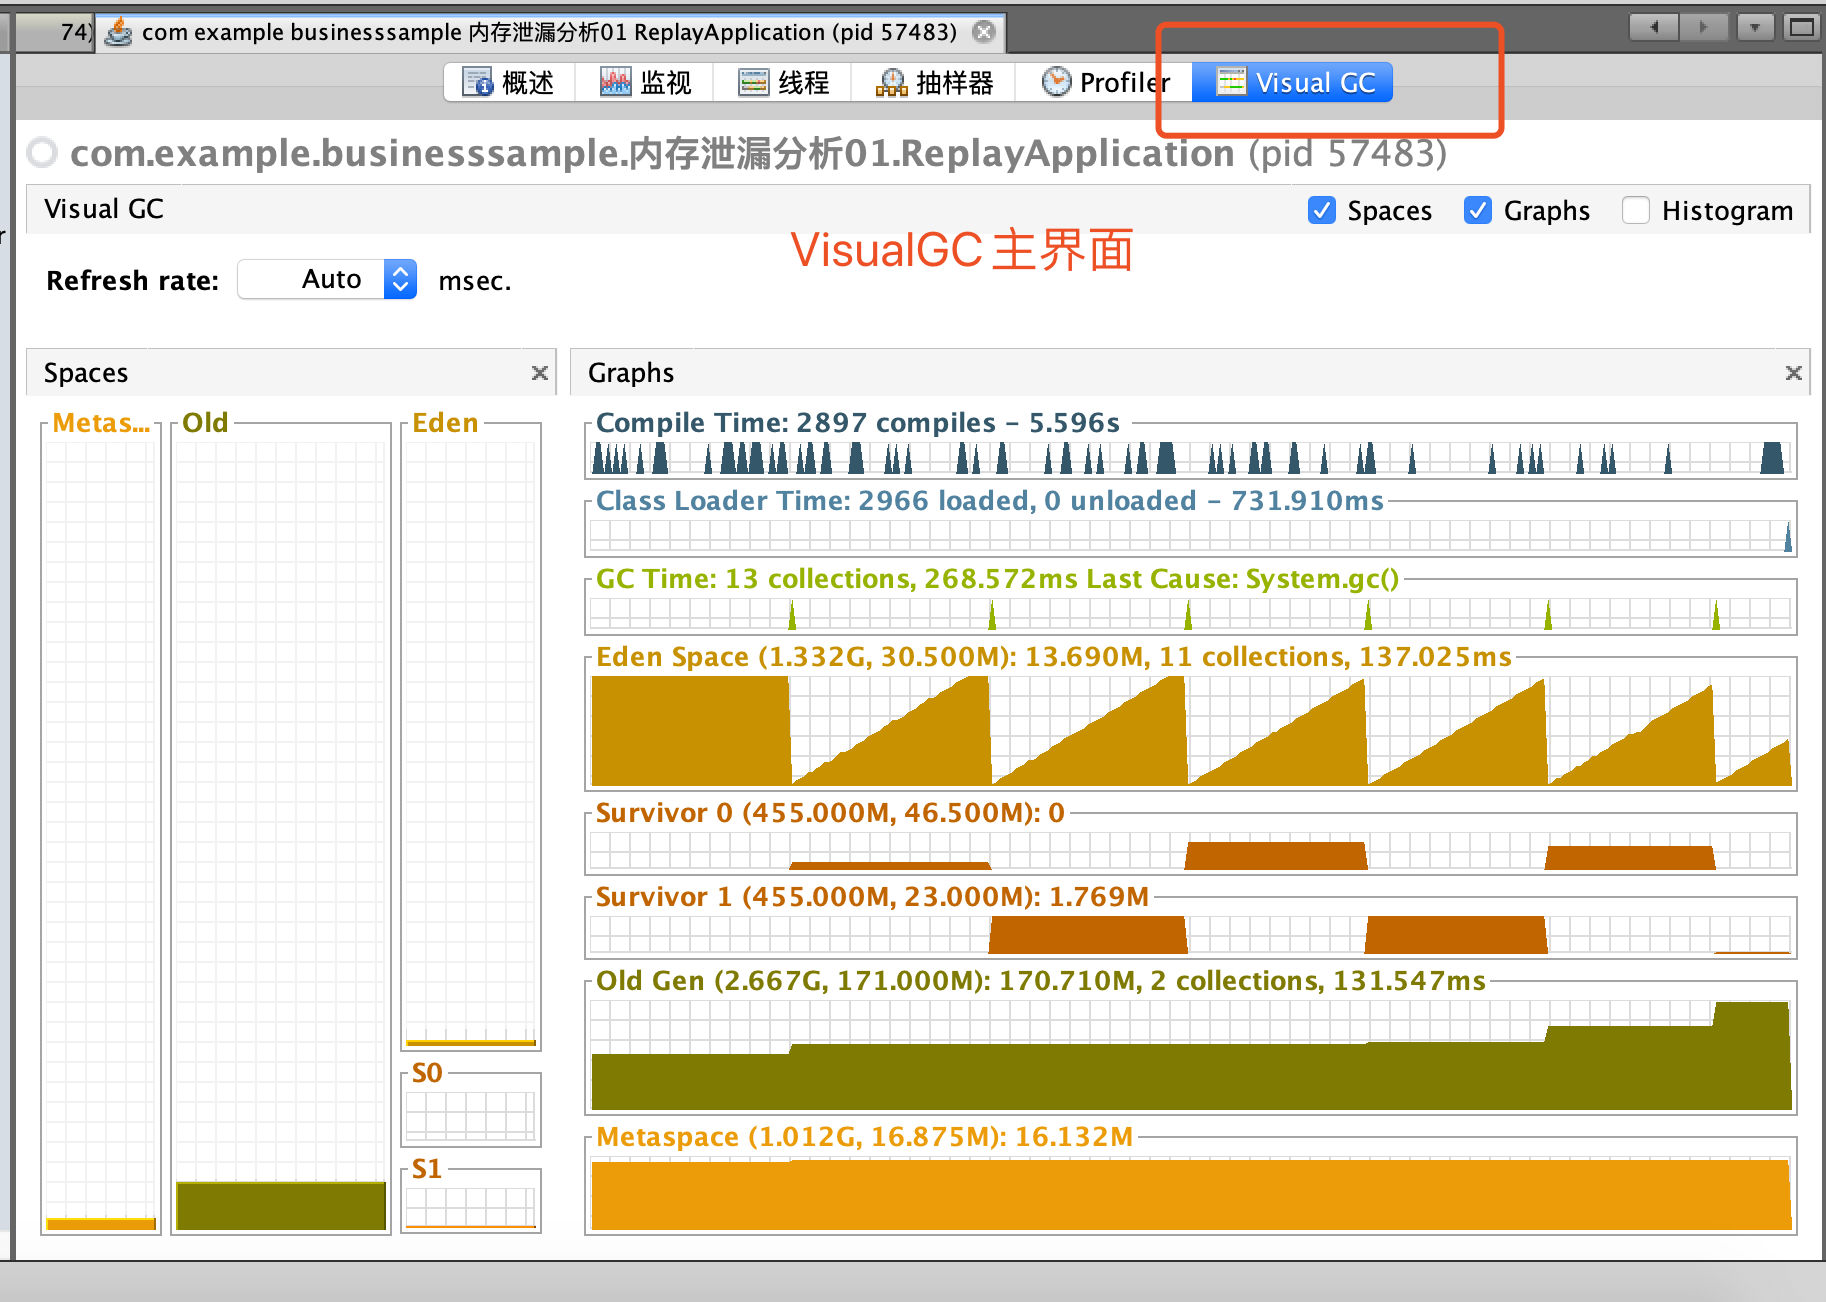 74) com example businesssample 内存泄漏分析01 ReplayApplication (pid 57483)
概述 监视 线程 抽样器 Profiler Visual GC
com.example.businesssample.内存泄漏分析01.ReplayApplication (pid 57483)
Visual GC Spaces Graphs Histogram
r
VisualGC主界面
Refresh rate: Auto msec.
Spaces
Metas...
Old
Eden
S0
S1
Graphs
Compile Time: 2897 compiles - 5.596s
Class Loader Time: 2966 loaded, 0 unloaded - 731.910ms
GC Time: 13 collections, 268.572ms Last Cause: System.gc()
Eden Space (1.332G, 30.500M): 13.690M, 11 collections, 137.025ms
Survivor 0 (455.000M, 46.500M): 0
Survivor 1 (455.000M, 23.000M): 1.769M
Old Gen (2.667G, 171.000M): 170.710M, 2 collections, 131.547ms
Metaspace (1.012G, 16.875M): 16.132M